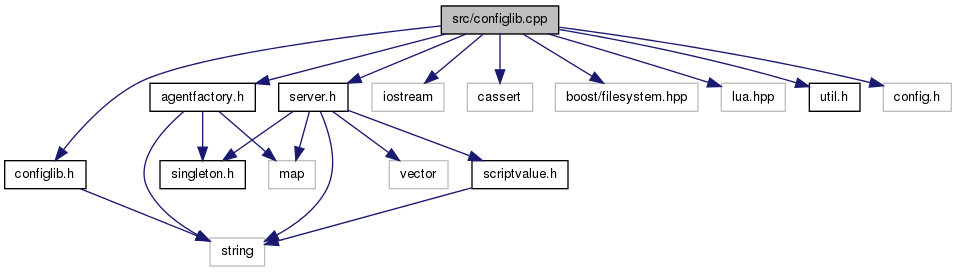 src/configlib.cpp
agentfactory.h
server.h
iostream
cassert
boost/filesystem.hpp
lua.hpp
util.h
config.h
configlib.h
singleton.h
map
vector
scriptvalue.h
string